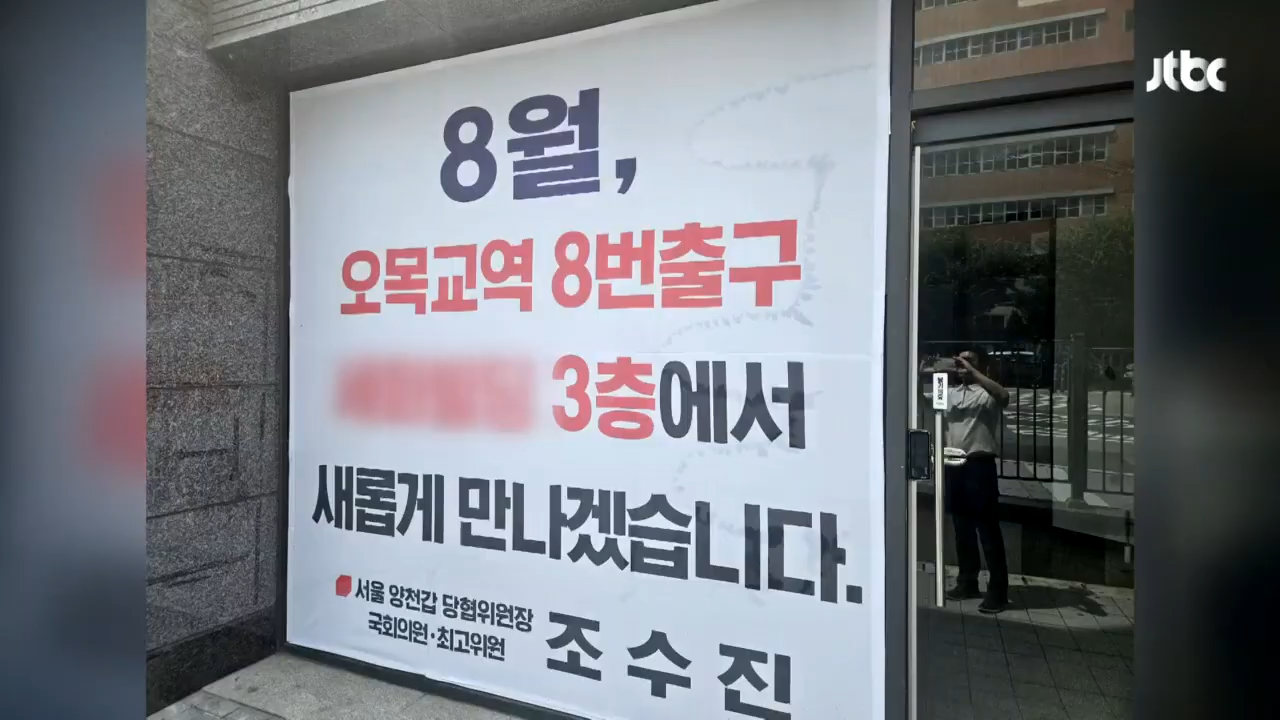 jtbc
8월,
오목교역 8번출구
3층에서
새롭게 만나겠습니다.
서울 양천갑 당협위원장
국회의원·최고위원
조수진